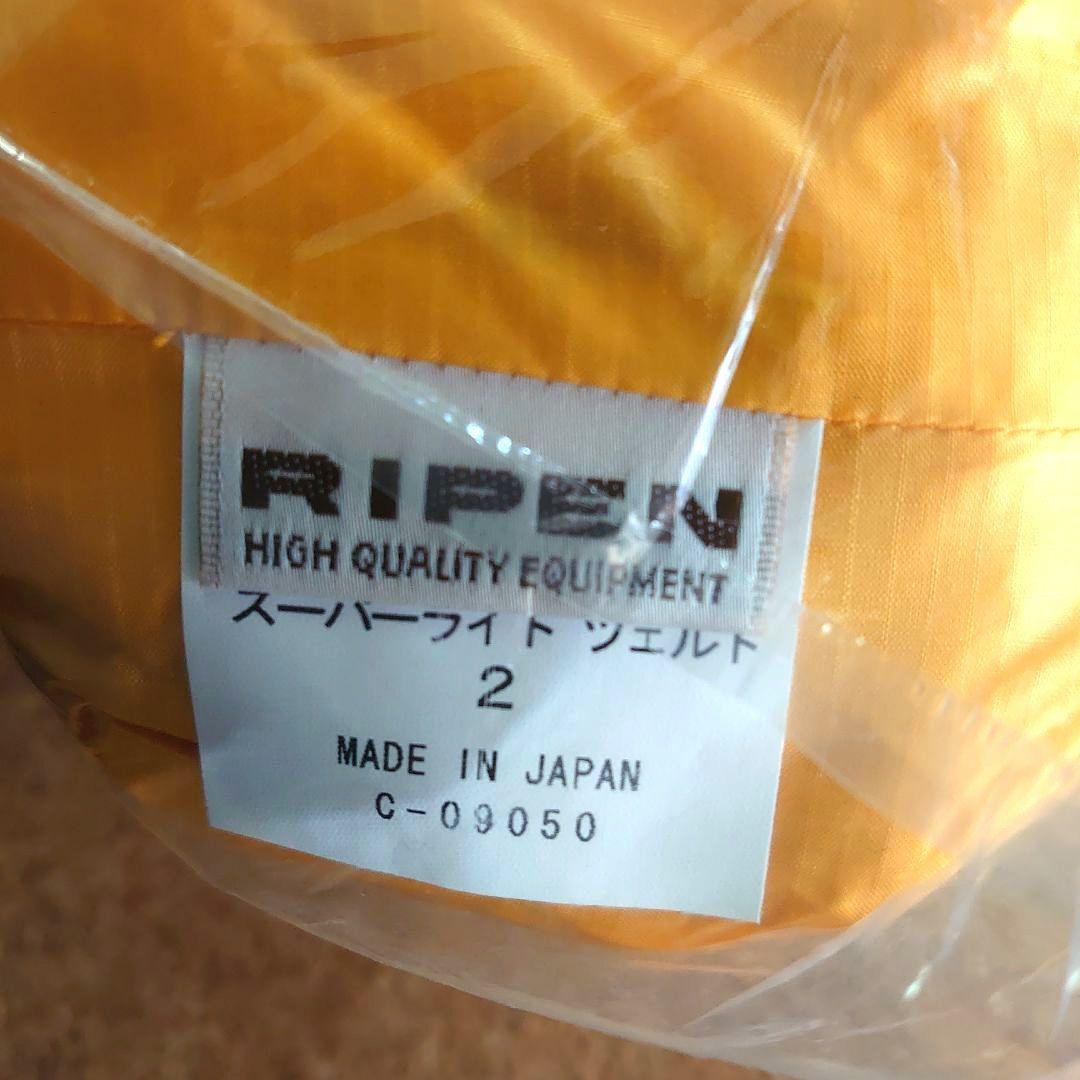 RIPEN
HIGH QUALITY EQUIPMENT
スーパーライト ツェルト
2
MADE IN JAPAN
C-09050